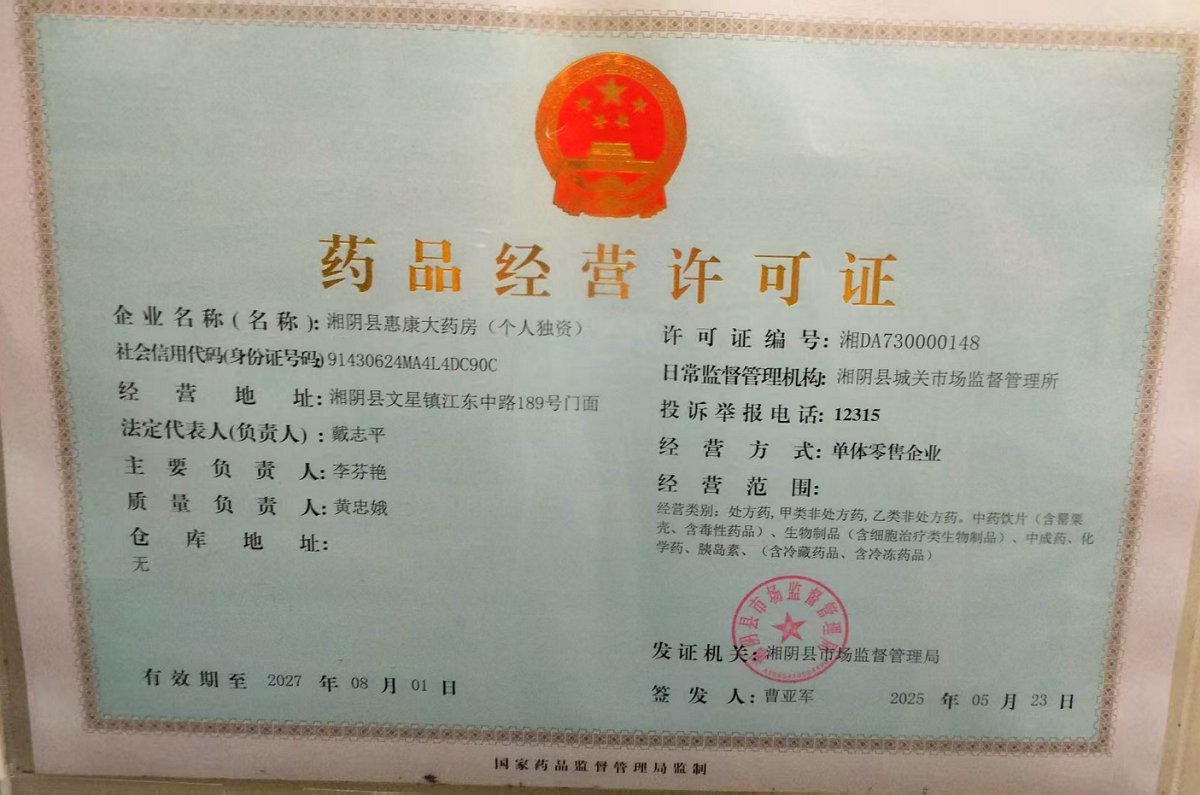 药品经营许可证
企业名称(名称):湘阴县惠康大药房（个人独资）
社会信用代码(身份证号码)91430624MA4L4DC90C
经营地址:湘阴县文星镇江东中路189号门面
法定代表人(负责人):戴志平
主要负责人:李芬艳
质量负责人:黄忠娥
仓库地址:
无
有效期至 2027 年 08 月 01 日
许可证编号:湘DA730000148
日常监督管理机构:湘阴县城关市场监督管理所
投诉举报电话:12315
经营方式:单体零售企业
经营范围:
经营类别：处方药,甲类非处方药,乙类非处方药。中药饮片（含罂粟
壳、含毒性药品）、生物制品（含细胞治疗类生物制品）、中成药、化
学药、胰岛素、（含冷藏药品、含冷冻药品）
湘阴县市场监督管理局
发证机关:湘阴县市场监督管理局
签发人:曹亚军
2025 年 05 月 23 日
国家药品监督管理局监制